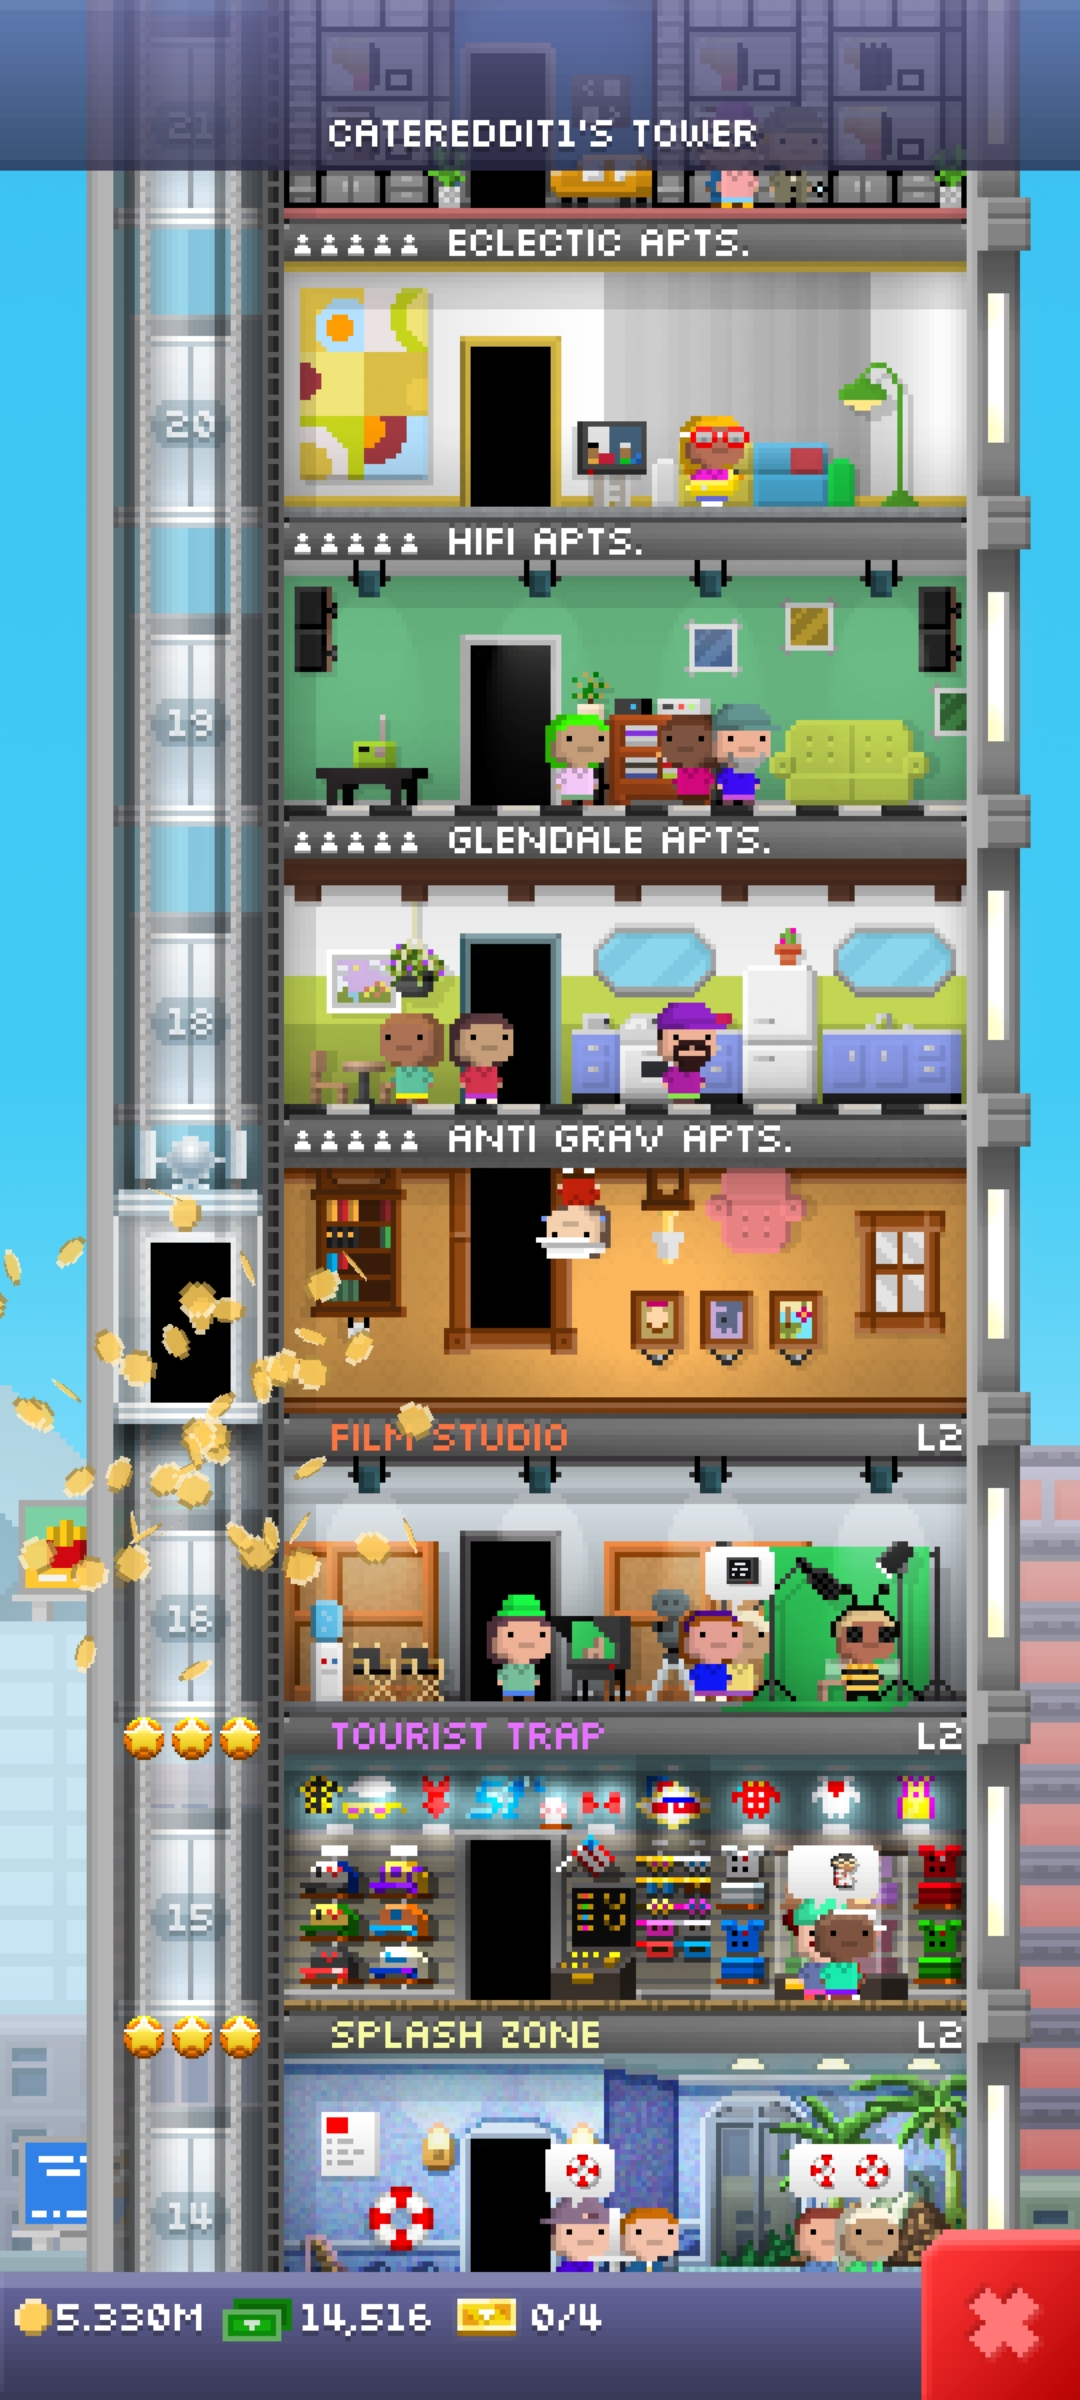 21
CATEREDDIT1'S TOWER
ECLECTIC APTS.
20
HIFI APTS.
19
GLENDALE APTS.
18
ANTI GRAV APTS.
FILM STUDIO L2
16
TOURIST TRAP L2
15
SPLASH ZONE L2
14
5.330M 14,516 0/4